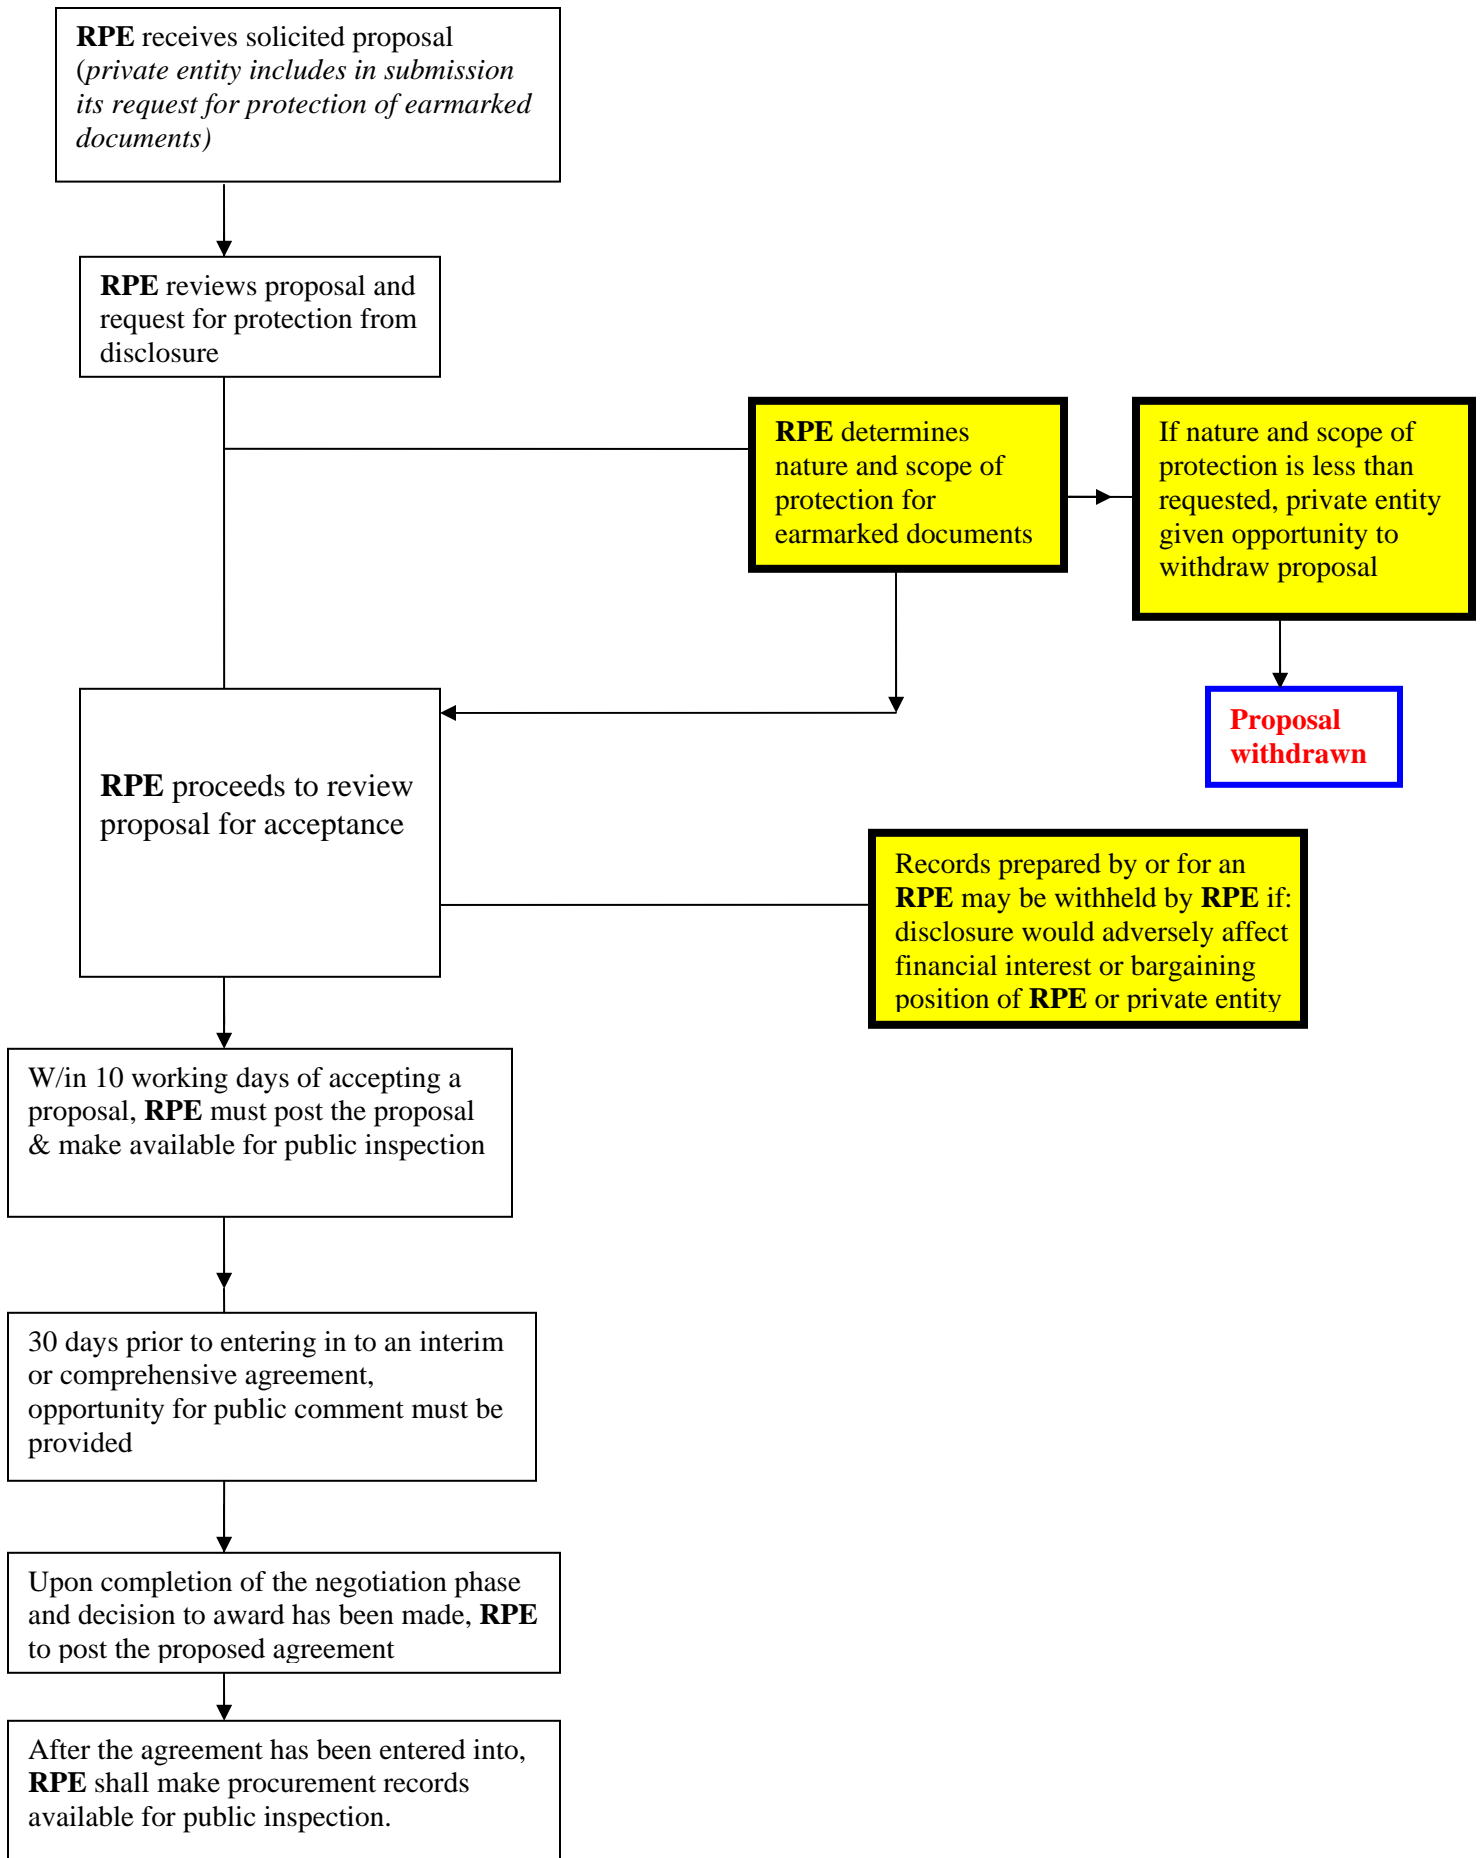 RPE receives solicited proposal
(private entity includes in submission
its request for protection of earmarked
documents)
RPE reviews proposal and
request for protection from
disclosure
RPE determines
nature and scope of
protection for
earmarked documents
If nature and scope of
protection is less than
requested, private entity
given opportunity to
withdraw proposal
Proposal
withdrawn
RPE proceeds to review
proposal for acceptance
Records prepared by or for an
RPE may be withheld by RPE if:
disclosure would adversely affect
financial interest or bargaining
position of RPE or private entity
W/in 10 working days of accepting a
proposal, RPE must post the proposal
& make available for public inspection
30 days prior to entering in to an interim
or comprehensive agreement,
opportunity for public comment must be
provided
Upon completion of the negotiation phase
and decision to award has been made, RPE
to post the proposed agreement
After the agreement has been entered into,
RPE shall make procurement records
available for public inspection.